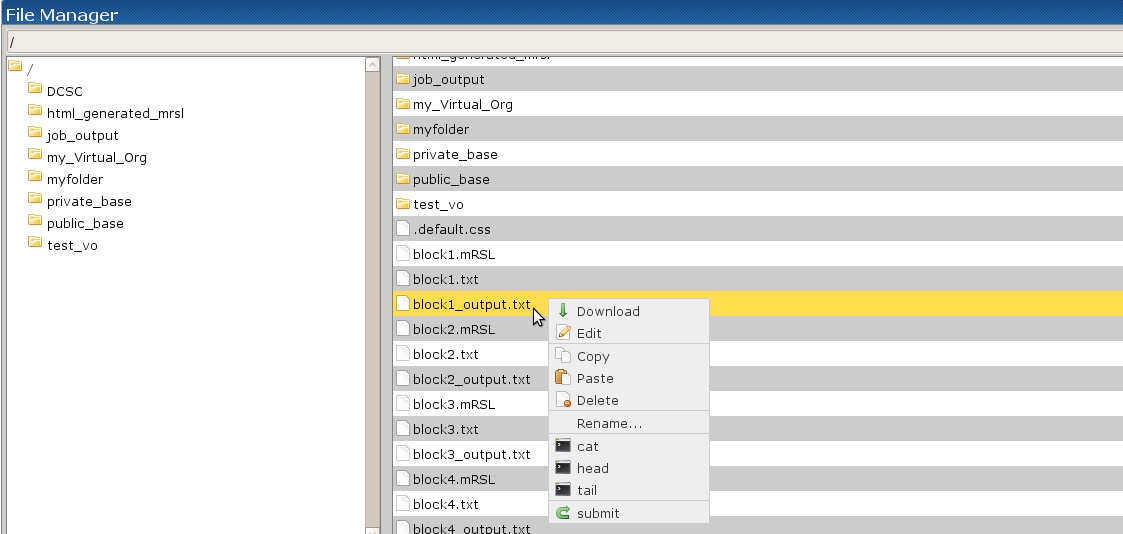 File Manager
/
/
DCSC
html_generated_mrsl
job_output
my_Virtual_Org
myfolder
private_base
public_base
test_vo
html_generated_mrsl
job_output
my_Virtual_Org
myfolder
private_base
public_base
test_vo
.default.css
block1.mRSL
block1.txt
block1_output.txt
block2.mRSL
block2.txt
block2_output.txt
block3.mRSL
block3.txt
block3_output.txt
block4.mRSL
block4.txt
block4_output.txt
Download
Edit
Copy
Paste
Delete
Rename...
cat
head
tail
submit